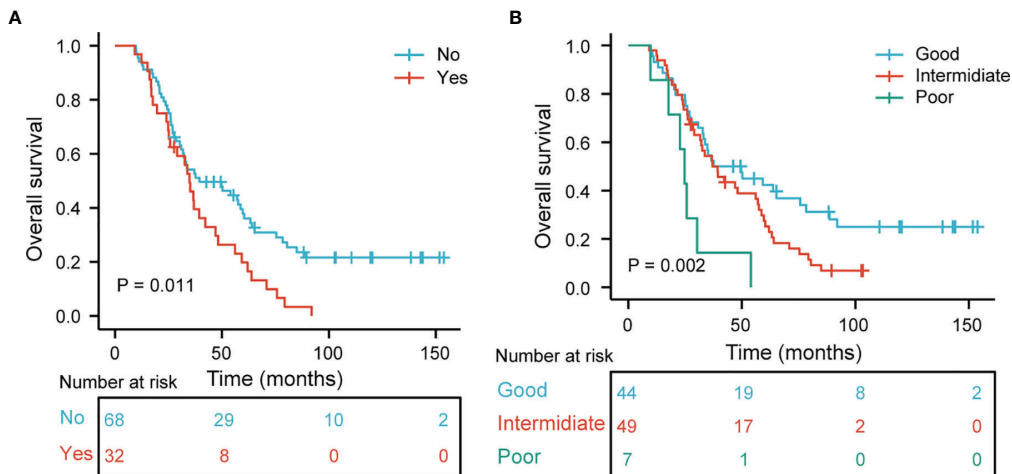 A
B
Overall survival
1.0
0.8
0.6
0.4
0.2
0.0
No
Yes
P = 0.011
0 50 100 150
Time (months)
Number at risk
No 68 29 10 2
Yes 32 8 0 0
Overall survival
1.0
0.8
0.6
0.4
0.2
0.0
Good
Intermidiate
Poor
P = 0.002
0 50 100 150
Time (months)
Number at risk
Good 44 19 8 2
Intermidiate 49 17 2 0
Poor 7 1 0 0